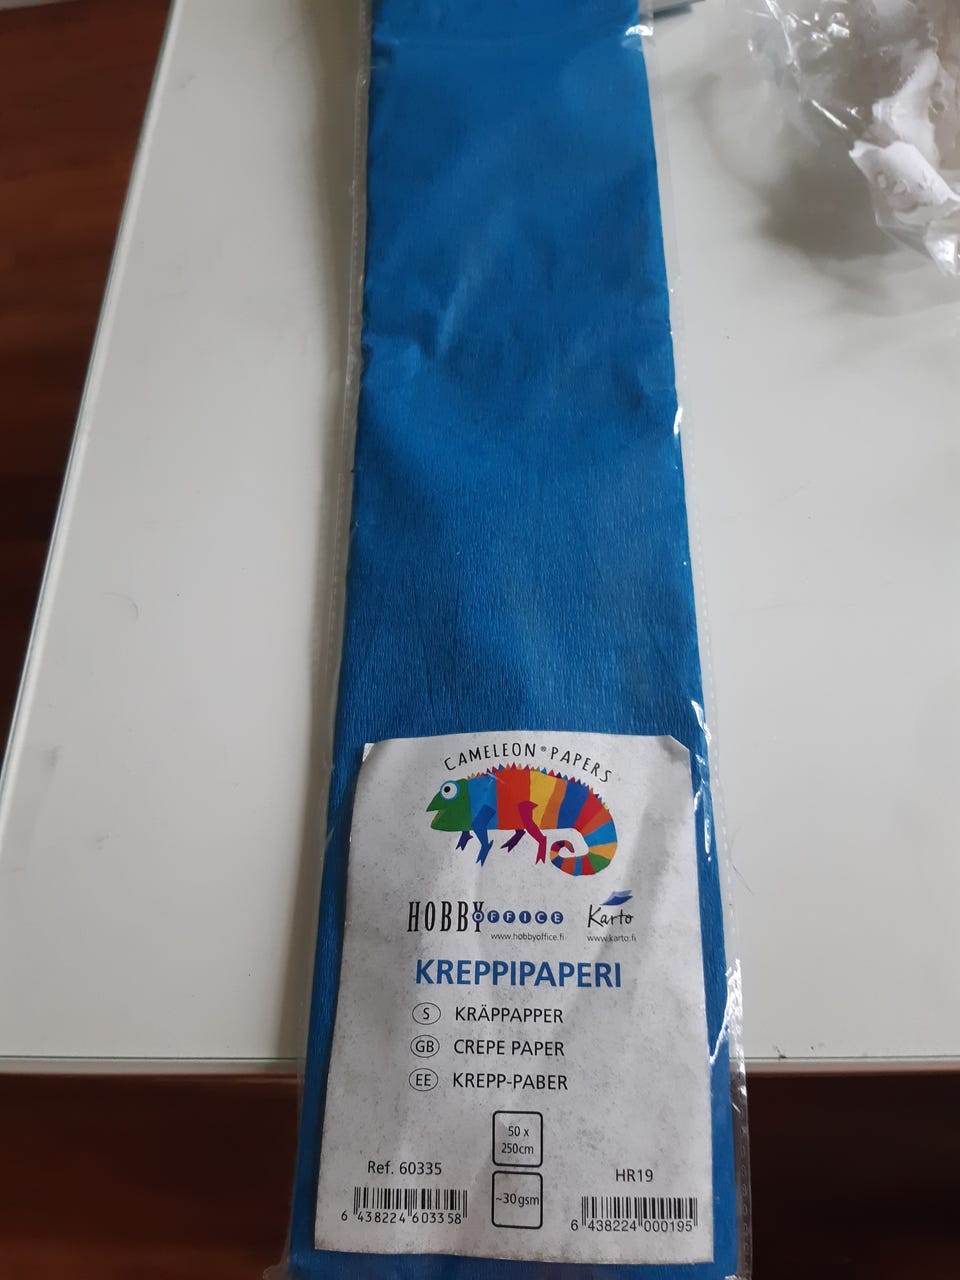 CAMELEON® PAPERS
HOBBY OFFICE
www.hobbyoffice.fi
Karto
www.karto.fi
KREPPIPAPERI
S KRÄPPAPPER
GB CREPE PAPER
EE KREPP-PABER
50 x
250cm
Ref. 60335
HR19
~30gsm
6 438224 603358
6 438224 000195